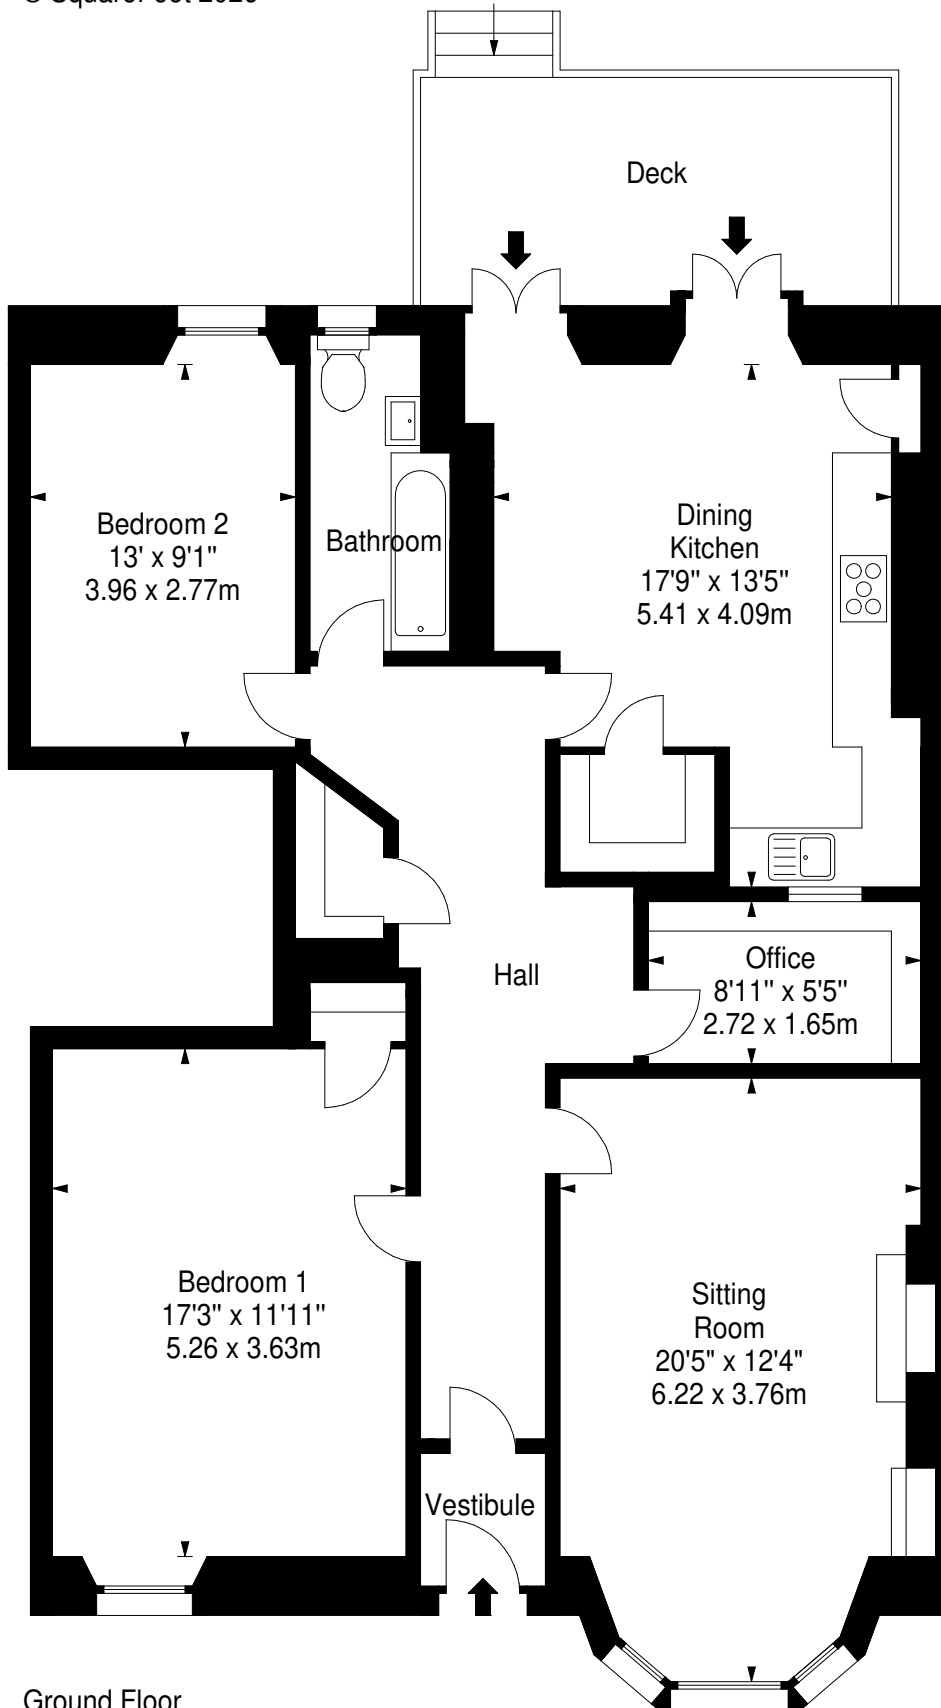 © SquareFoot 2026
Deck
Bedroom 2
13' x 9'1"
3.96 x 2.77m
Bathroom
Dining
Kitchen
17'9" x 13'5"
5.41 x 4.09m
Hall
Office
8'11" x 5'5"
2.72 x 1.65m
Bedroom 1
17'3" x 11'11"
5.26 x 3.63m
Sitting
Room
20'5" x 12'4"
6.22 x 3.76m
Vestibule
Ground Floor